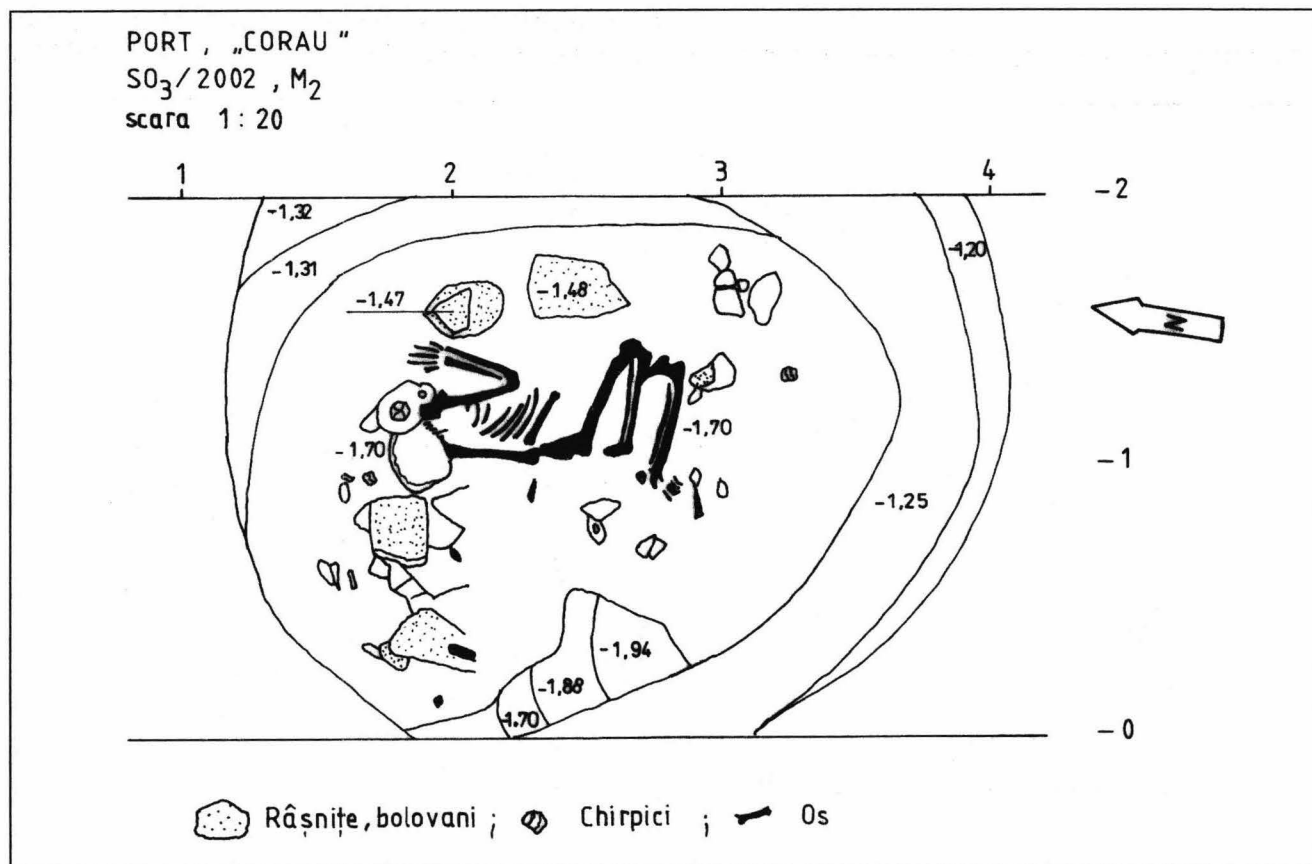 PORT, „CORAU"
SO₃/2002, M₂
scara 1:20
1 2 3 4
-2
-1,32
-1,20
-1,31
-1,47
-1,48
N
-1,70
-1,70
-1
-1,25
-1,94
-1,88
-1.70
-0
Râșnițe, bolovani ; Chirpici ; Os